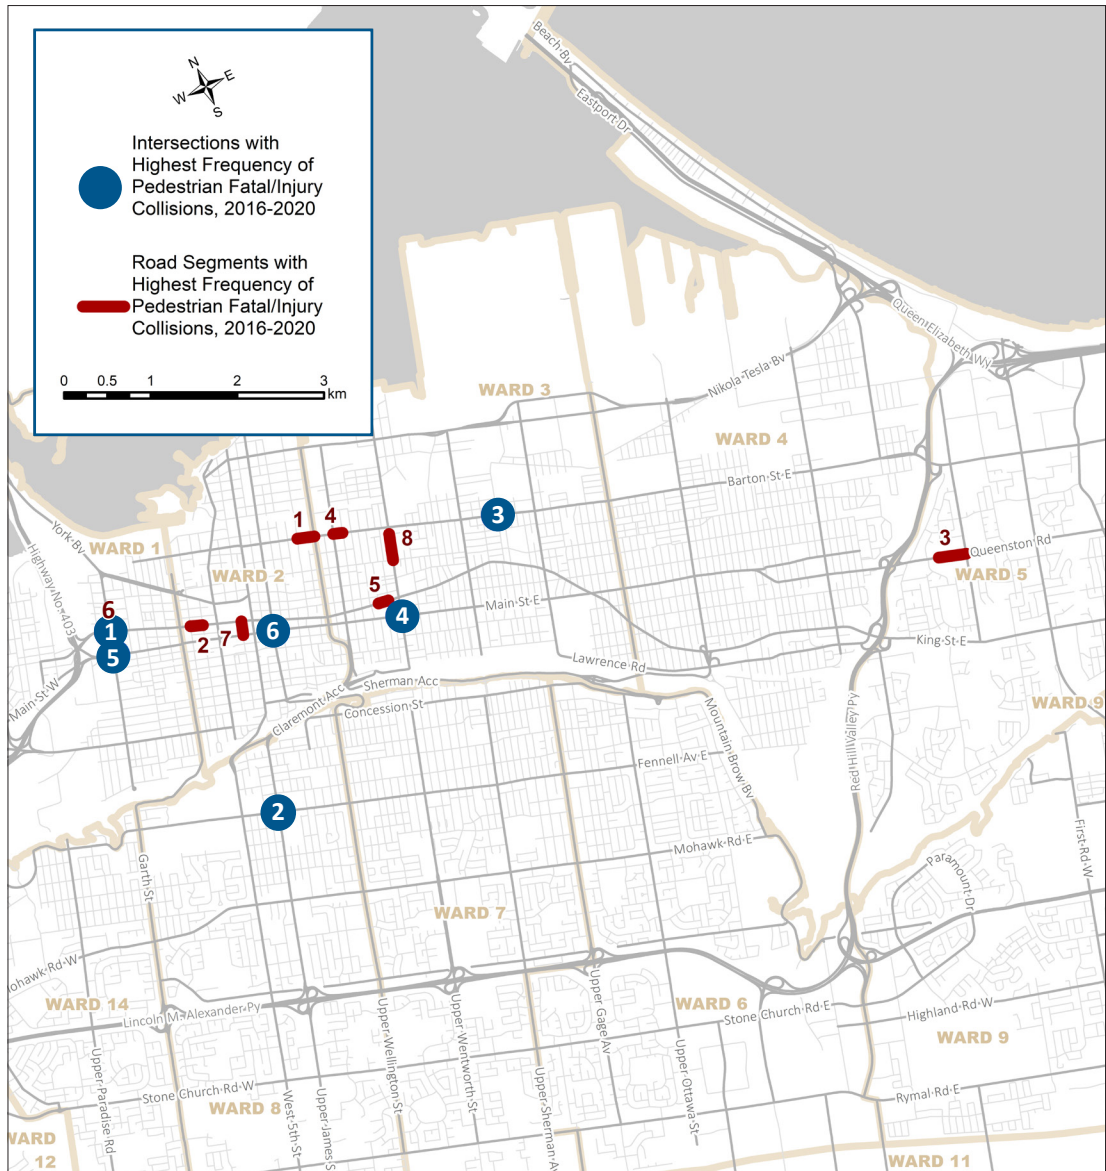 Beach Bv
Eastport Dr
N
E
W
S
Intersections with
Highest Frequency of
Pedestrian Fatal/Injury
Collisions, 2016-2020
Road Segments with
Highest Frequency of
Pedestrian Fatal/Injury
Collisions, 2016-2020
0 0.5 1 2 3
km
Queen Elizabeth Wy
Nikola Tesla Bv
WARD 3
WARD 4
Barton St E
3
1
4
8
York Bv
Highway No. 403
WARD 1
WARD 2
3
Queenston Rd
WARD 5
5
4
Main St E
6
1
2
7
6
5
King St E
Main St W
Lawrence Rd
Sherman Acc
Claremont Acc
Concession St
Mountain Brow Bv
Red Hill Valley Py
WARD 9
Fennell Av E
2
Mohawk Rd E
Garth St
First Rd W
Paramount Dr
WARD 7
Mohawk Rd W
WARD 14
Lincoln M. Alexander Py
WARD 6
Stone Church Rd E
Highland Rd W
WARD 9
Upper Paradise Rd
Stone Church Rd W
WARD 8
West 5th St
Upper James S
Upper Wellington St
Upper Wentworth St
Upper Sherman Av
Upper Gage Av
Upper Ottawa St
Rymal Rd E
WARD
12
WARD 11